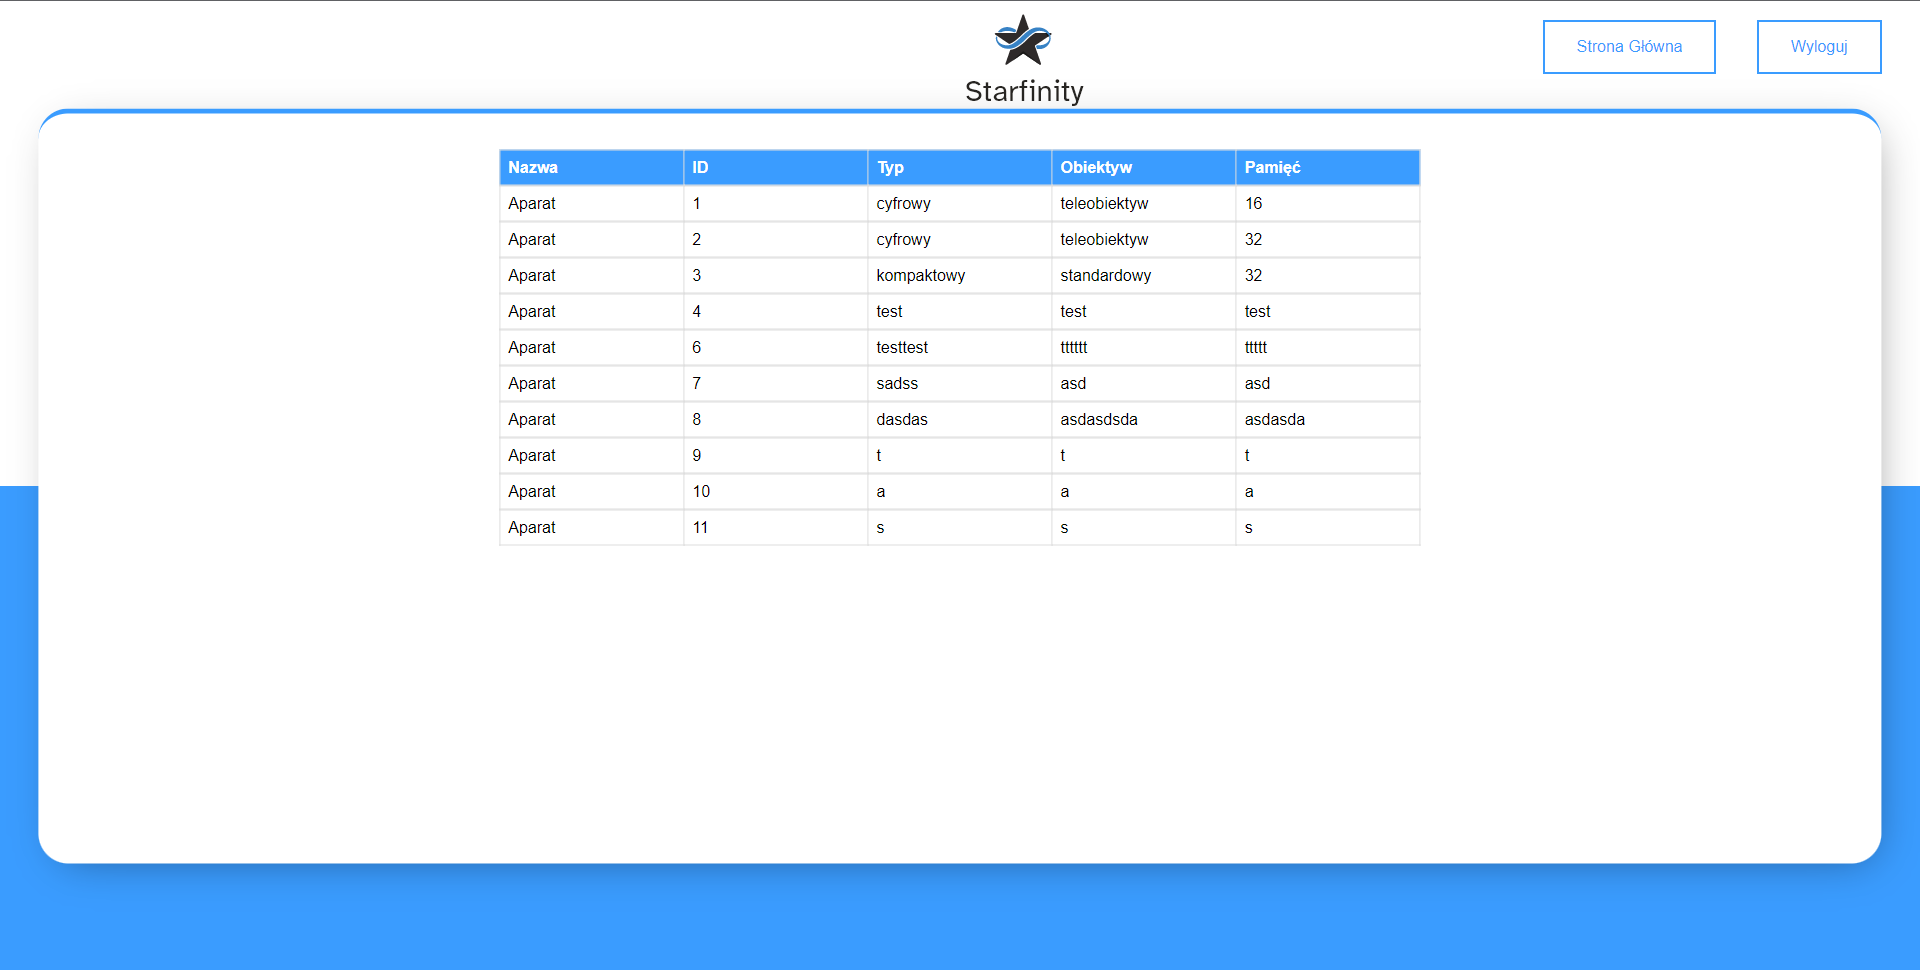 Starfinity
Strona Główna
Wyloguj
Nazwa ID Typ Obiektyw Pamięć
Aparat 1 cyfrowy teleobiektyw 16
Aparat 2 cyfrowy teleobiektyw 32
Aparat 3 kompaktowy standardowy 32
Aparat 4 test test test
Aparat 6 testtest tttttt ttttt
Aparat 7 sadss asd asd
Aparat 8 dasdas asdasdsda asdasda
Aparat 9 t t t
Aparat 10 a a a
Aparat 11 s s s